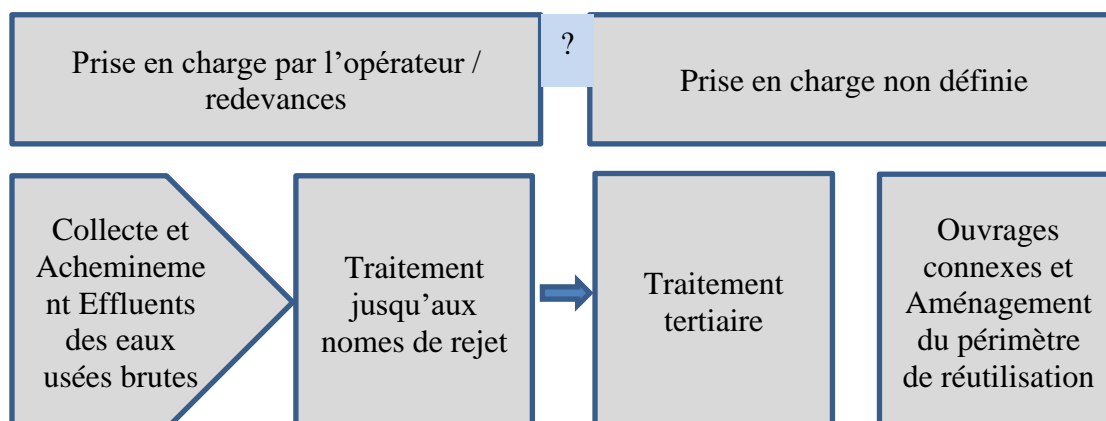 Prise en charge par l’opérateur /
redevances
?
Prise en charge non définie
Collecte et
Achemineme
nt Effluents
des eaux
usées brutes
Traitement
jusqu’aux
nomes de rejet
Traitement
tertiaire
Ouvrages
connexes et
Aménagement
du périmètre
de réutilisation